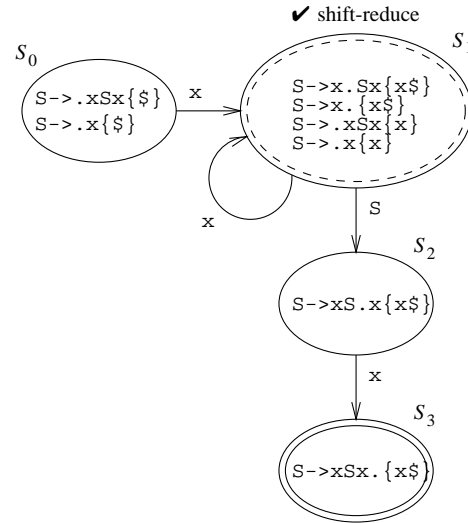 ✔ shift-reduce
S0
S->.xSx{$}
S->.x{$}
x
S1
S->x.Sx{x$}
S->x.{x$}
S->.xSx{x}
S->.x{x}
x
S
S2
S->xS.x{x$}
x
S3
S->xSx.{x$}